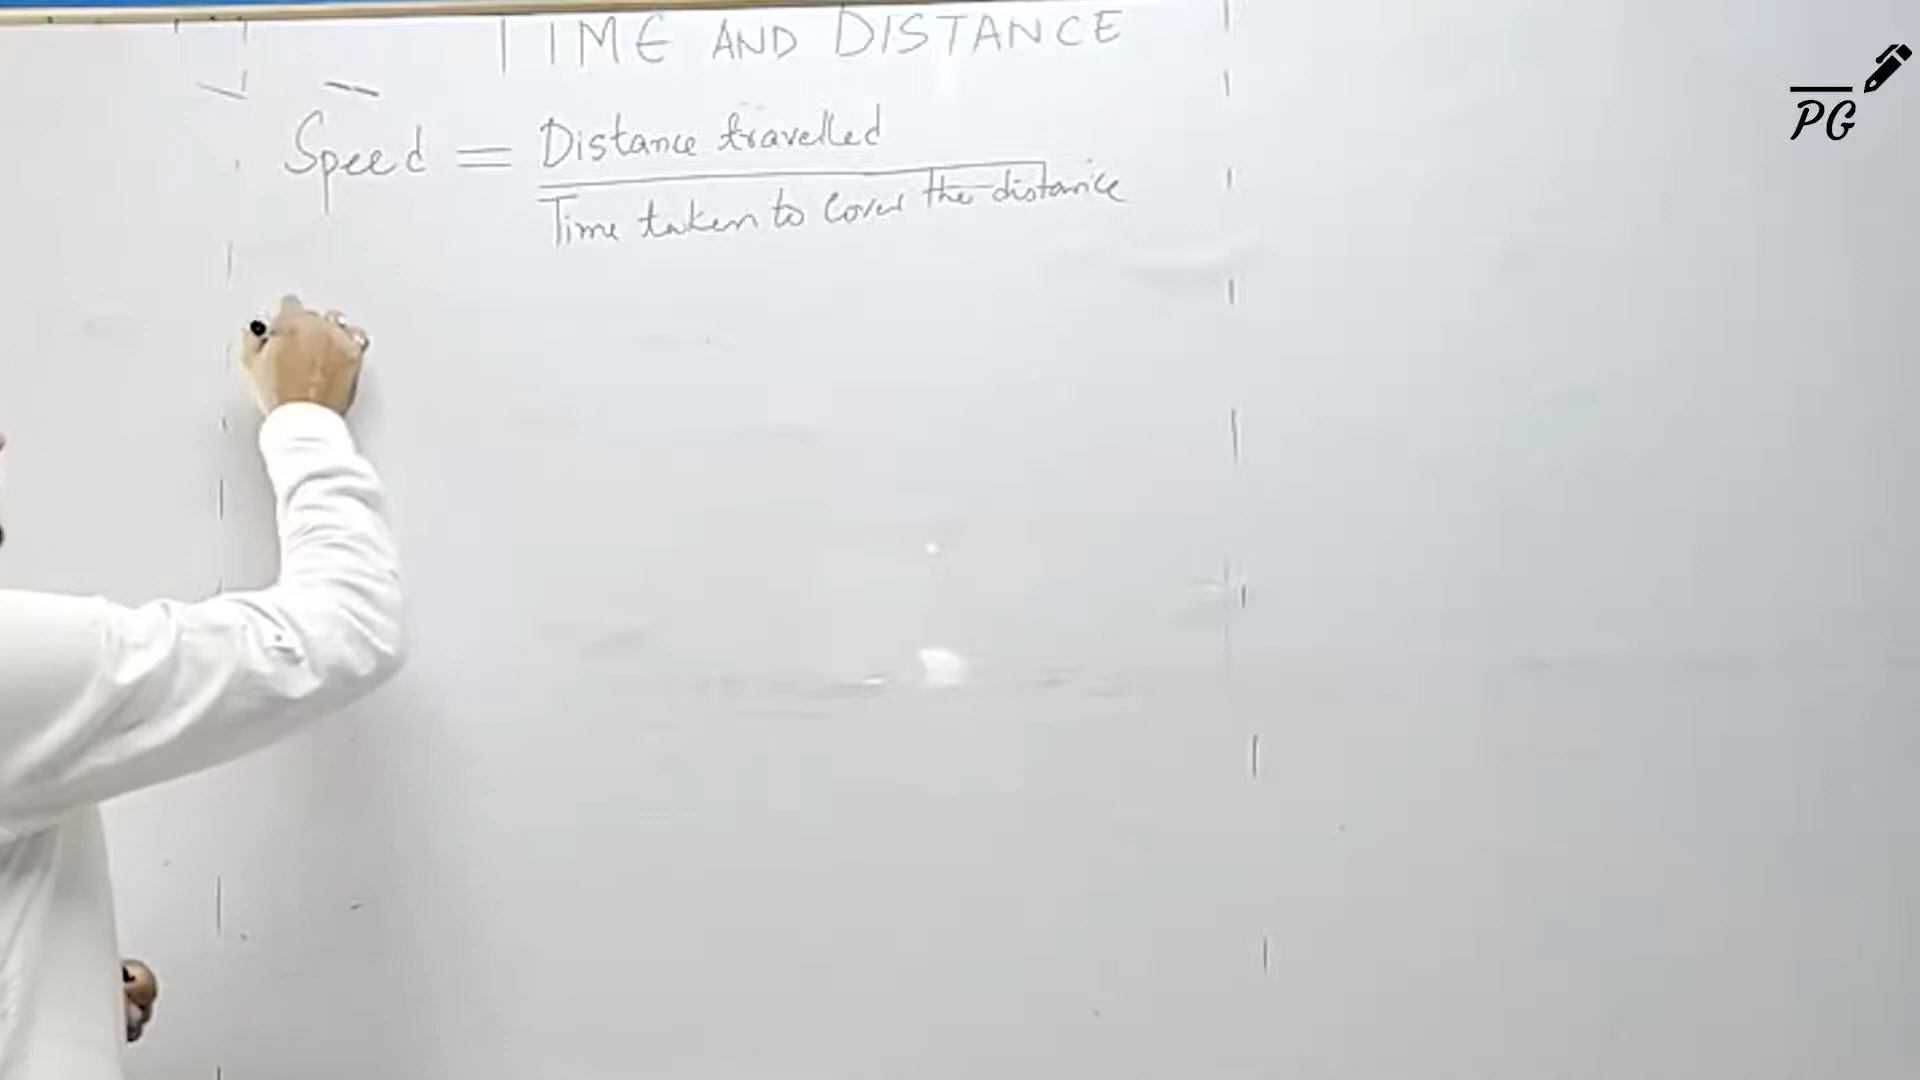 TIME AND DISTANCE
PG
Speed = Distance travelled
Time taken to cover the distance